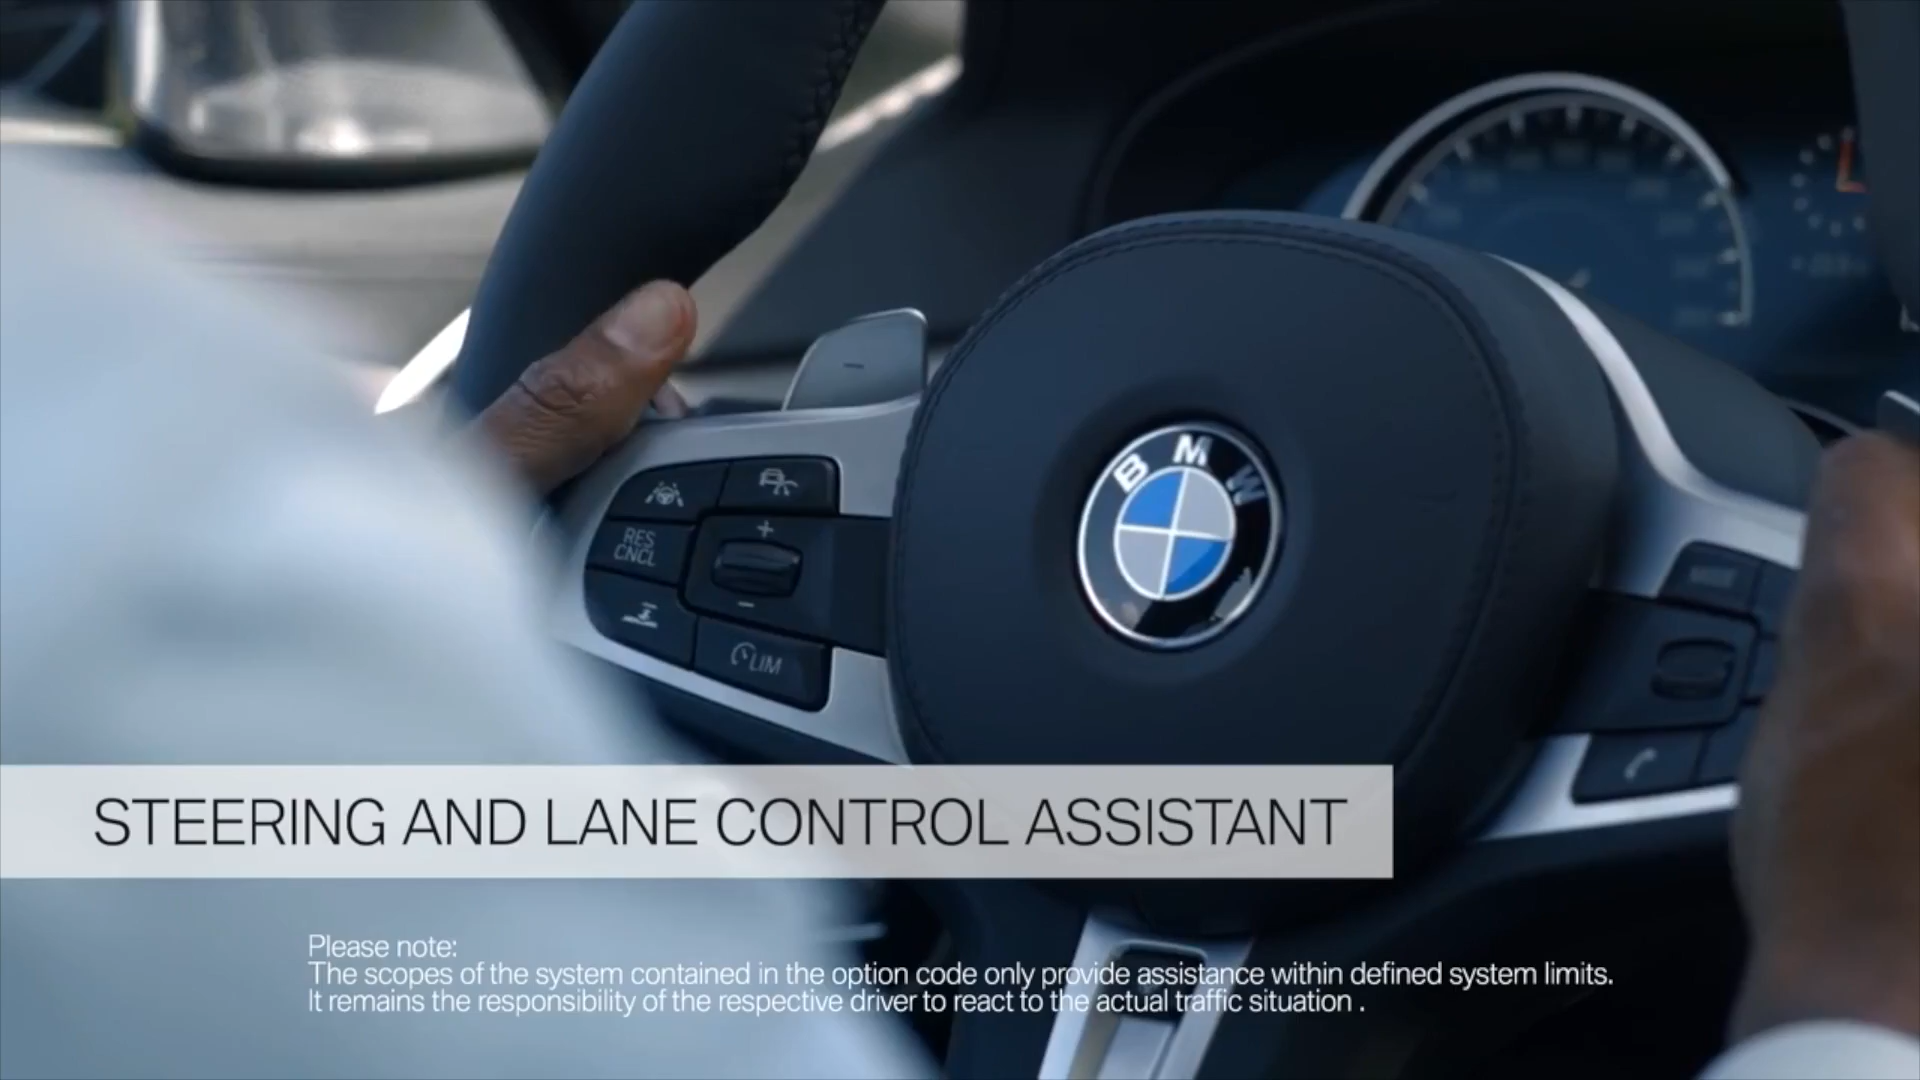 BMW
+
RES
CNCL
−
LIM
STEERING AND LANE CONTROL ASSISTANT
Please note:
The scopes of the system contained in the option code only provide assistance within defined system limits.
It remains the responsibility of the respective driver to react to the actual traffic situation .